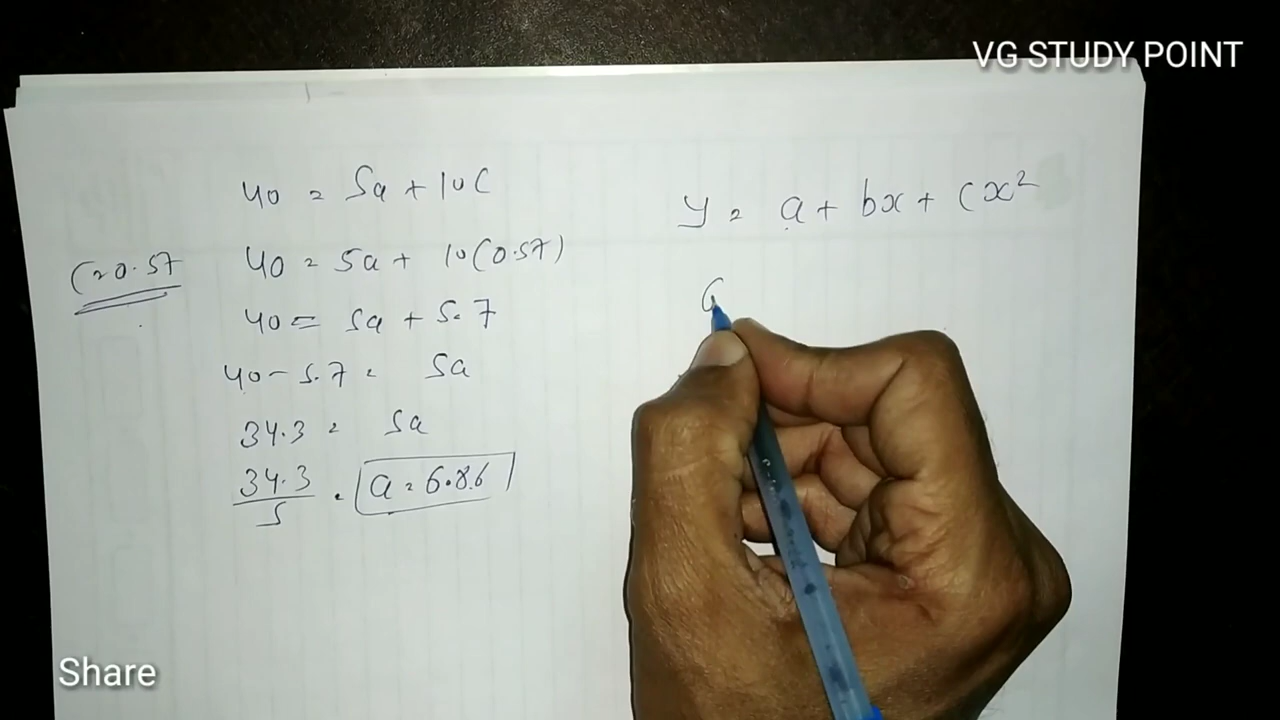 VG STUDY POINT
40 = 5a + 10C
C = 0.57
40 = 5a + 10(0.57)
40 = 5a + 5.7
40 - 5.7 = 5a
34.3 = 5a
34.3/5 = a = 6.86
y = a + bx + cx²
Share